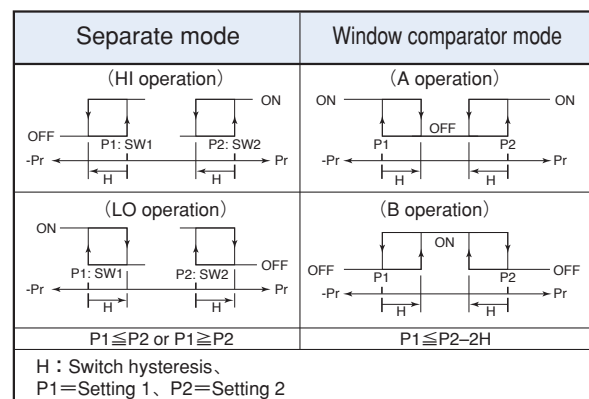 Separate mode
Window comparator mode
(HI operation)
ON
OFF
P1: SW1
P2: SW2
-Pr
Pr
H
H
(A operation)
ON
ON
OFF
P1
P2
-Pr
Pr
H
H
(LO operation)
ON
OFF
P1: SW1
P2: SW2
-Pr
Pr
H
H
(B operation)
ON
OFF
OFF
P1
P2
-Pr
Pr
H
H
P1≦P2 or P1≧P2
P1≦P2–2H
H：Switch hysteresis、
P1＝Setting 1、P2＝Setting 2